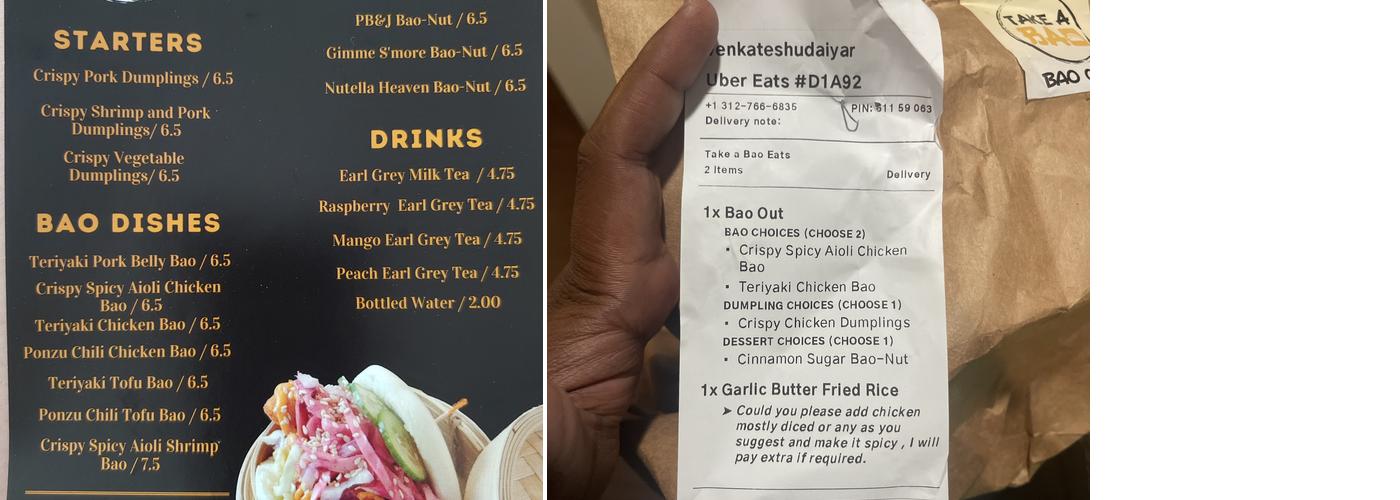 STARTERS
Crispy Pork Dumplings / 6.5
Crispy Shrimp and Pork
Dumplings/ 6.5
Crispy Vegetable
Dumplings/ 6.5
BAO DISHES
Teriyaki Pork Belly Bao / 6.5
Crispy Spicy Aioli Chicken
Bao / 6.5
Teriyaki Chicken Bao / 6.5
Ponzu Chili Chicken Bao / 6.5
Teriyaki Tofu Bao / 6.5
Ponzu Chili Tofu Bao / 6.5
Crispy Spicy Aioli Shrimp
Bao / 7.5
PB&J Bao-Nut / 6.5
Gimme S'more Bao-Nut / 6.5
Nutella Heaven Bao-Nut / 6.5
DRINKS
Earl Grey Milk Tea / 4.75
Raspberry Earl Grey Tea / 4.75
Mango Earl Grey Tea / 4.75
Peach Earl Grey Tea / 4.75
Bottled Water / 2.00
enkateshudaiyar
Uber Eats #D1A92
+1 312-766-6835 PIN: 611 59 063
Delivery note:
Take a Bao Eats
2 Items Delivery
1x Bao Out
BAO CHOICES (CHOOSE 2)
▪ Crispy Spicy Aioli Chicken
Bao
▪ Teriyaki Chicken Bao
DUMPLING CHOICES (CHOOSE 1)
▪ Crispy Chicken Dumplings
DESSERT CHOICES (CHOOSE 1)
▪ Cinnamon Sugar Bao-Nut
1x Garlic Butter Fried Rice
➤ Could you please add chicken
mostly diced or any as you
suggest and make it spicy , I will
pay extra if required.
TAKE A
BAO
BAO